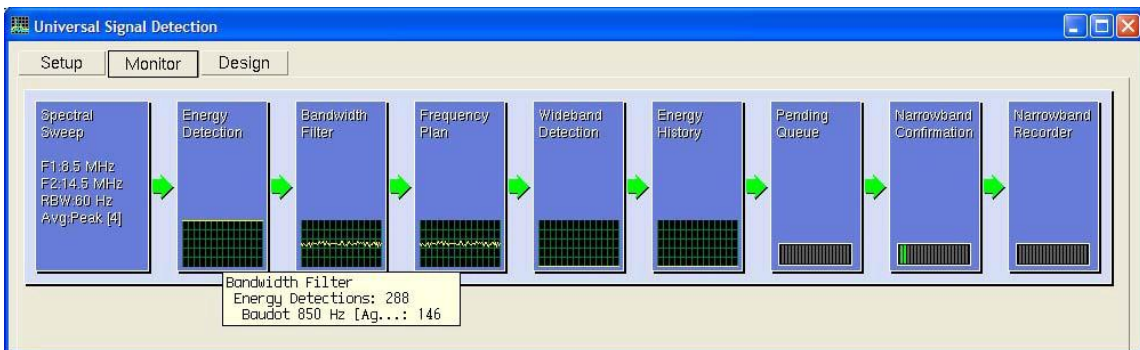 Universal Signal Detection
Setup
Monitor
Design
Spectral
Sweep
F1:8.5 MHz
F2:14.5 MHz
RBW:60 Hz
Avg:Peak [4]
Energy
Detection
Bandwidth
Filter
Frequency
Plan
Wideband
Detection
Energy
History
Pending
Queue
Narrowband
Confirmation
Narrowband
Recorder
Bandwidth Filter
Energy Detections: 288
Baudot 850 Hz [Ag...: 146